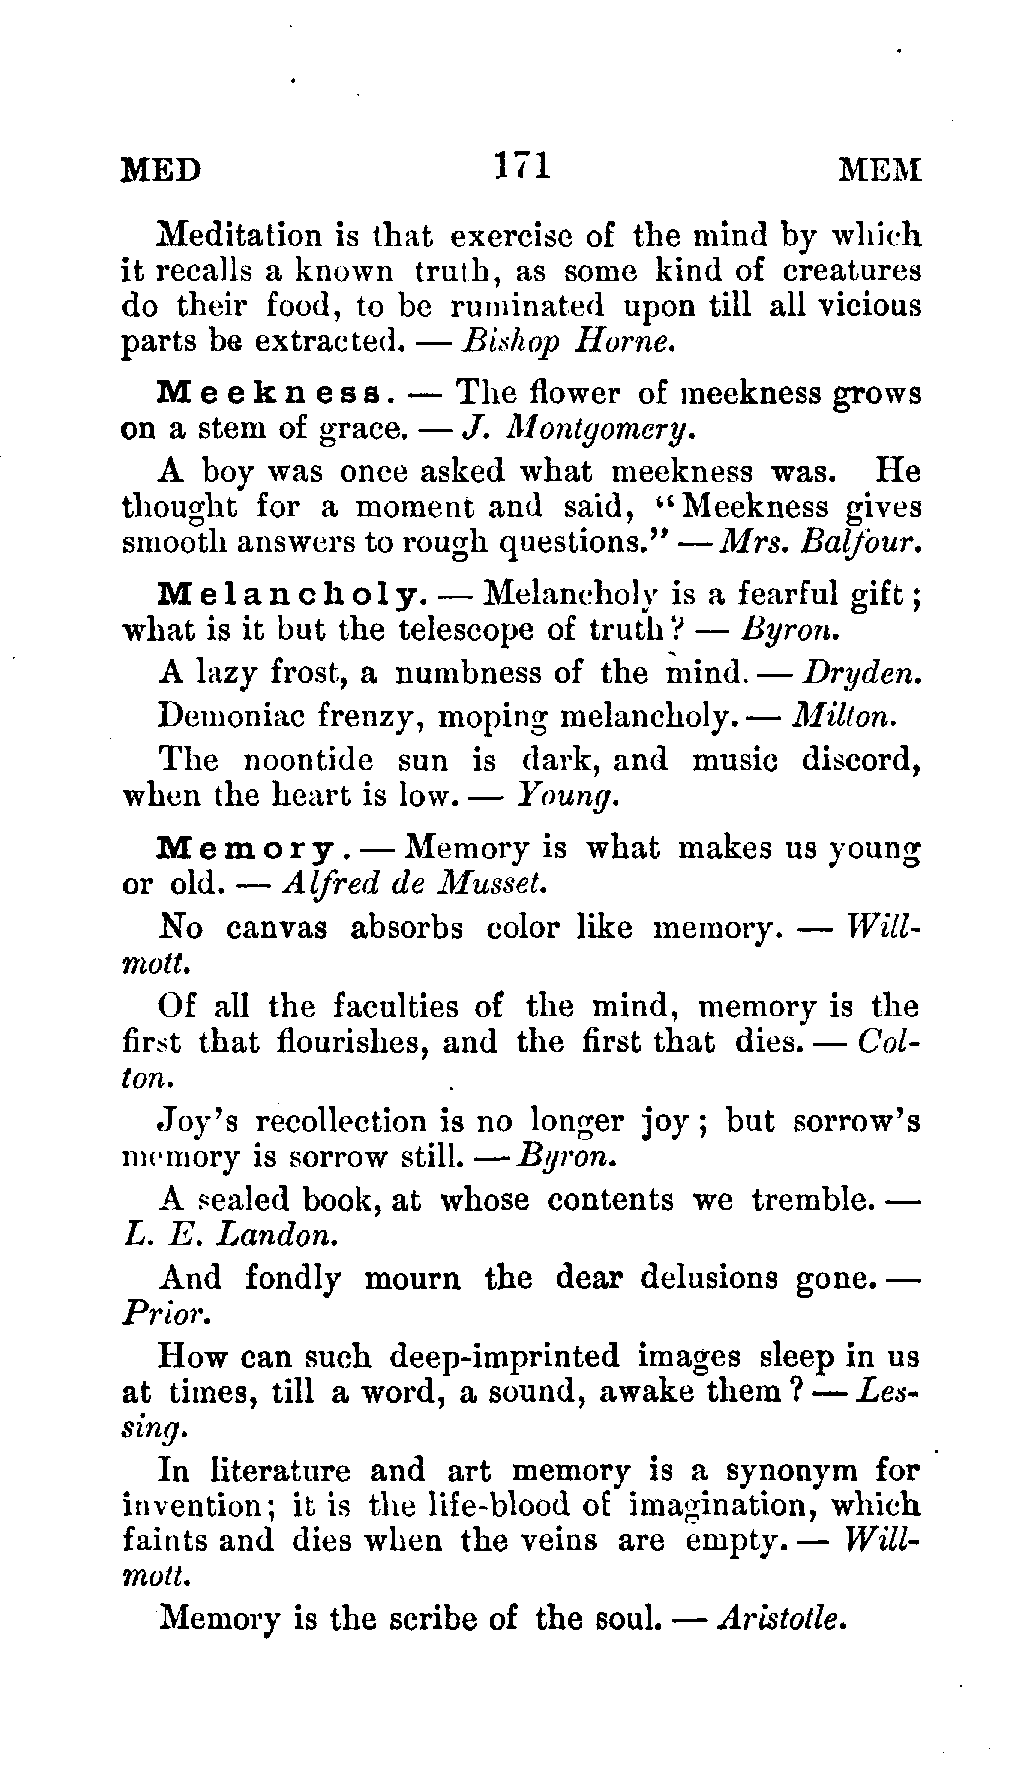 MED 171 MEM
Meditation is that exercise of the mind by which
it recalls a known truth, as some kind of creatures
do their food, to be ruminated upon till all vicious
parts be extracted. — Bishop Horne.
Meekness. — The flower of meekness grows
on a stem of grace. — J. Montgomery.
A boy was once asked what meekness was. He
thought for a moment and said, “Meekness gives
smooth answers to rough questions.” — Mrs. Balfour.
Melancholy. — Melancholy is a fearful gift;
what is it but the telescope of truth? — Byron.
A lazy frost, a numbness of the mind. — Dryden.
Demoniac frenzy, moping melancholy. — Milton.
The noontide sun is dark, and music discord,
when the heart is low. — Young.
Memory. — Memory is what makes us young
or old. — Alfred de Musset.
No canvas absorbs color like memory. — Will-
mott.
Of all the faculties of the mind, memory is the
first that flourishes, and the first that dies. — Col-
ton.
Joy’s recollection is no longer joy; but sorrow’s
memory is sorrow still. — Byron.
A sealed book, at whose contents we tremble. —
L. E. Landon.
And fondly mourn the dear delusions gone. —
Prior.
How can such deep-imprinted images sleep in us
at times, till a word, a sound, awake them? — Les-
sing.
In literature and art memory is a synonym for
invention; it is the life-blood of imagination, which
faints and dies when the veins are empty. — Will-
mott.
Memory is the scribe of the soul. — Aristotle.